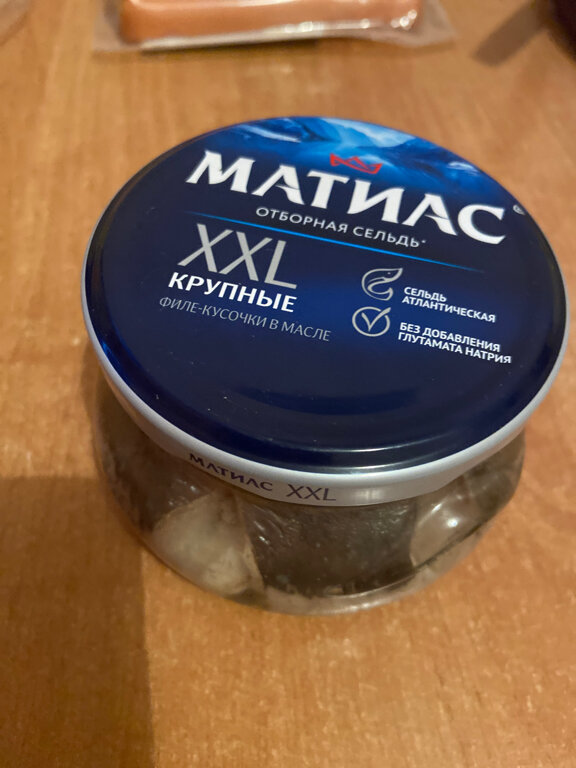 МАТИАС
ОТБОРНАЯ СЕЛЬДЬ*
XXL
КРУПНЫЕ
ФИЛЕ-КУСОЧКИ В МАСЛЕ
СЕЛЬДЬ
АТЛАНТИЧЕСКАЯ
БЕЗ ДОБАВЛЕНИЯ
ГЛУТАМАТА НАТРИЯ
МАТИАС XXL